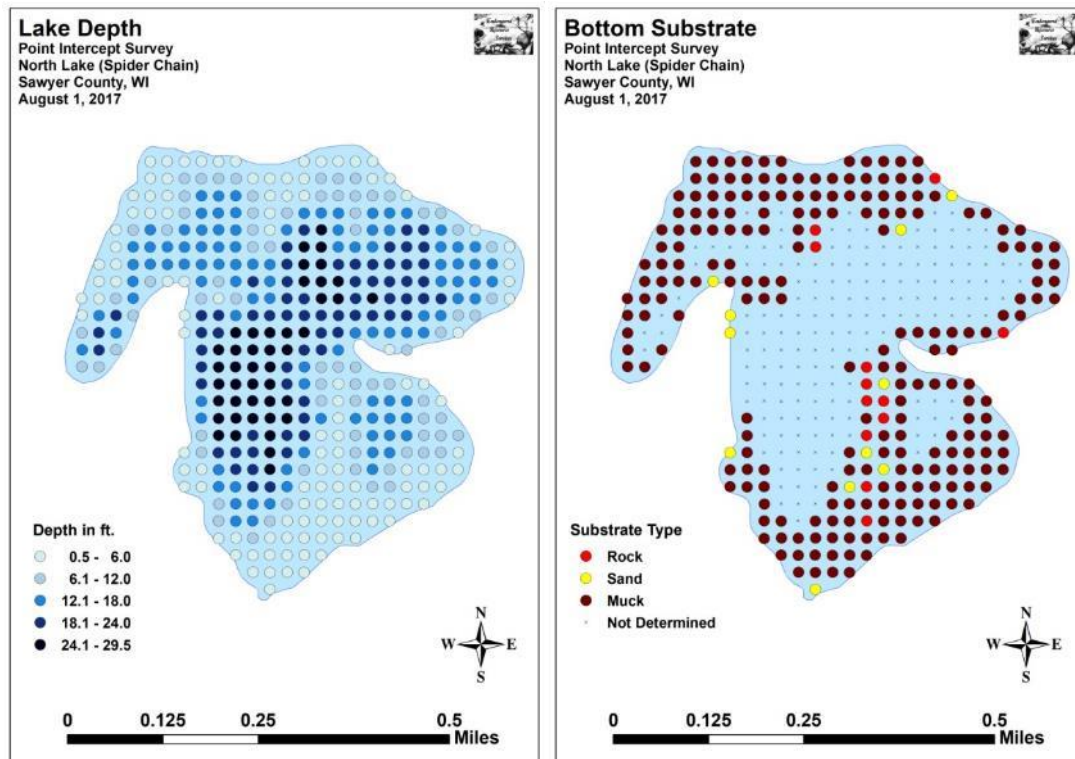 Lake Depth
Point Intercept Survey
North Lake (Spider Chain)
Sawyer County, WI
August 1, 2017
Depth in ft.
0.5 - 6.0
6.1 - 12.0
12.1 - 18.0
18.1 - 24.0
24.1 - 29.5
N
W E
S
0 0.125 0.25 0.5
Miles
Bottom Substrate
Point Intercept Survey
North Lake (Spider Chain)
Sawyer County, WI
August 1, 2017
Substrate Type
Rock
Sand
Muck
Not Determined
N
W E
S
0 0.125 0.25 0.5
Miles